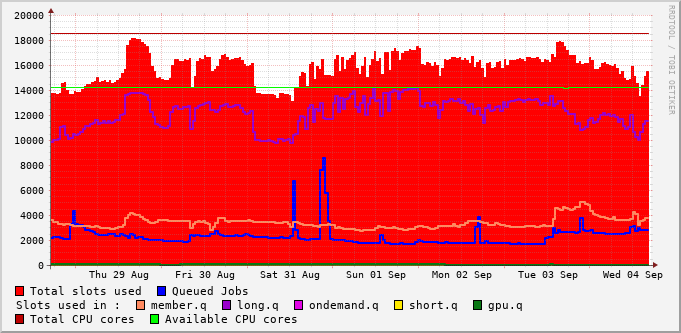 RRDTOOL / TOBI OETIKER
20000
18000
16000
14000
12000
10000
8000
6000
4000
2000
0
Thu 29 Aug Fri 30 Aug Sat 31 Aug Sun 01 Sep Mon 02 Sep Tue 03 Sep Wed 04 Sep
Total slots used Queued Jobs
Slots used in : member.q long.q ondemand.q short.q gpu.q
Total CPU cores Available CPU cores